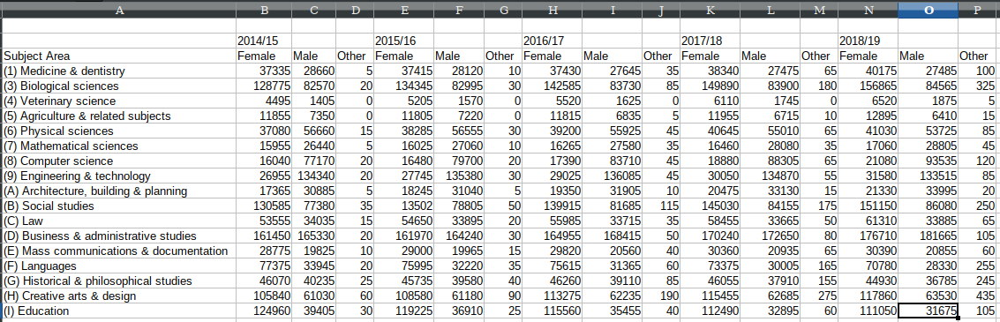 A B C D E F G H I J K L M N O P
2014/15 2015/16 2016/17 2017/18 2018/19
Subject Area Female Male Other Female Male Other Female Male Other Female Male Other Female Male Other
(1) Medicine & dentistry 37335 28660 5 37415 28120 10 37430 27645 35 38340 27475 65 40175 27485 100
(3) Biological sciences 128775 82570 20 134345 82995 30 142585 83730 85 149890 83900 180 156865 84565 325
(4) Veterinary science 4495 1405 0 5205 1570 0 5520 1625 0 6110 1745 0 6520 1875 5
(5) Agriculture & related subjects 11855 7350 0 11805 7220 0 11815 6835 5 11955 6715 10 12895 6410 15
(6) Physical sciences 37080 56660 15 38285 56555 30 39200 55925 45 40645 55010 65 41030 53725 85
(7) Mathematical sciences 15955 26440 5 16025 27060 10 16265 27580 35 16460 28080 35 17060 28805 45
(8) Computer science 16040 77170 20 16480 79700 20 17390 83710 45 18880 88305 65 21080 93535 120
(9) Engineering & technology 26955 134340 20 27745 135380 30 29025 136085 45 30050 134870 55 31580 133515 85
(A) Architecture, building & planning 17365 30885 5 18245 31040 5 19350 31905 10 20475 33130 15 21330 33995 20
(B) Social studies 130585 77380 35 13502 78805 50 139915 81685 115 145030 84155 175 151150 86080 250
(C) Law 53555 34035 15 54650 33895 20 55985 33715 35 58455 33665 50 61310 33885 65
(D) Business & administrative studies 161450 165330 20 161970 164240 30 164955 168415 50 170240 172650 80 176710 181665 105
(E) Mass communications & documentation 28775 19825 10 29000 19965 15 29820 20560 40 30360 20935 65 30390 20855 60
(F) Languages 77375 33945 20 75995 32220 35 75615 31365 60 73375 30005 165 70780 28330 255
(G) Historical & philosophical studies 46070 40235 25 45735 39580 40 46260 39110 85 46055 37910 155 44930 36785 245
(H) Creative arts & design 105840 61030 60 108580 61180 90 113275 62235 190 115455 62685 275 117860 63530 435
(I) Education 124960 39405 30 119225 36910 25 115560 35455 40 112490 32895 60 111050 31675 105